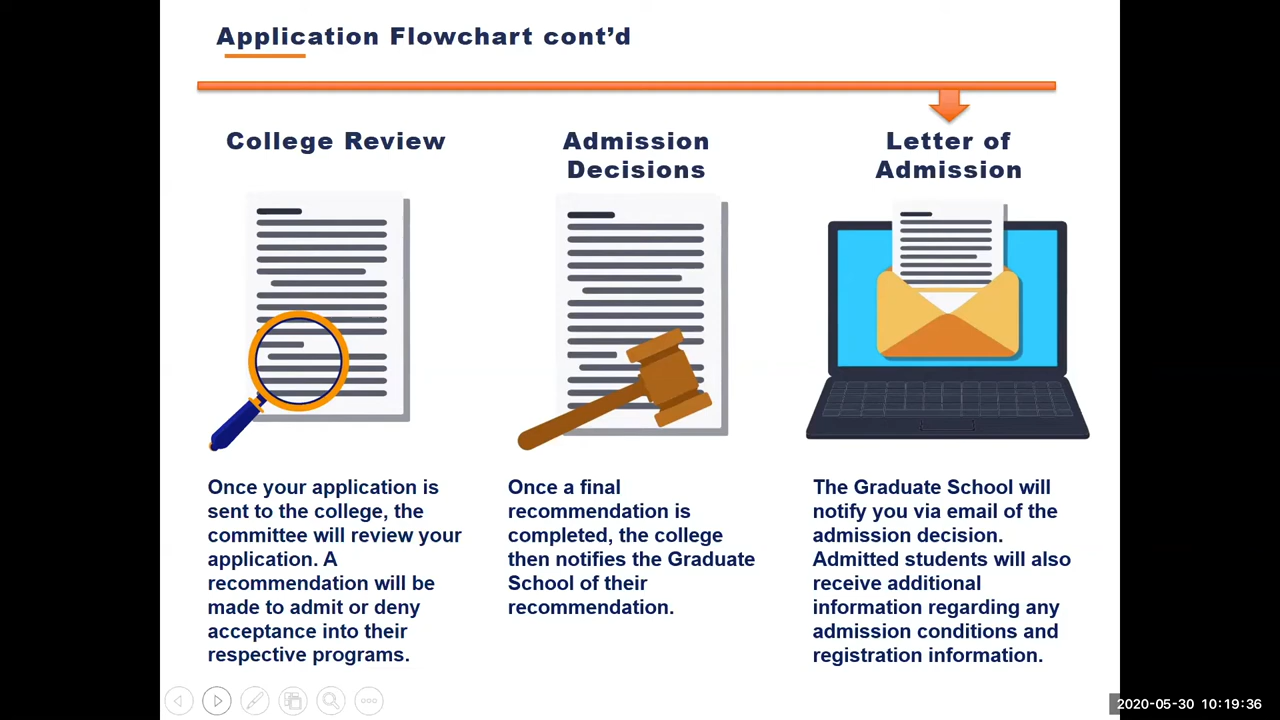 Application Flowchart cont’d
College Review
Once your application is
sent to the college, the
committee will review your
application. A
recommendation will be
made to admit or deny
acceptance into their
respective programs.
Admission
Decisions
Once a final
recommendation is
completed, the college
then notifies the Graduate
School of their
recommendation.
Letter of
Admission
The Graduate School will
notify you via email of the
admission decision.
Admitted students will also
receive additional
information regarding any
admission conditions and
registration information.
2020-05-30 10:19:36